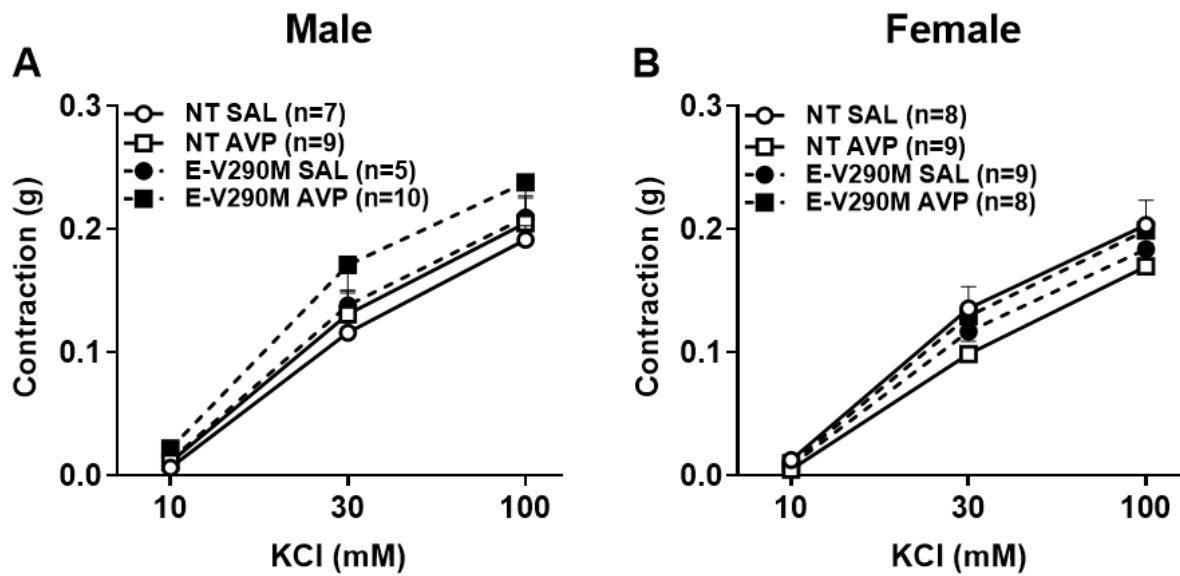 Male
A
Contraction (g)
0.3
0.2
0.1
0.0
NT SAL (n=7)
NT AVP (n=9)
E-V290M SAL (n=5)
E-V290M AVP (n=10)
10
30
100
KCl (mM)
Female
B
Contraction (g)
0.3
0.2
0.1
0.0
NT SAL (n=8)
NT AVP (n=9)
E-V290M SAL (n=9)
E-V290M AVP (n=8)
10
30
100
KCl (mM)